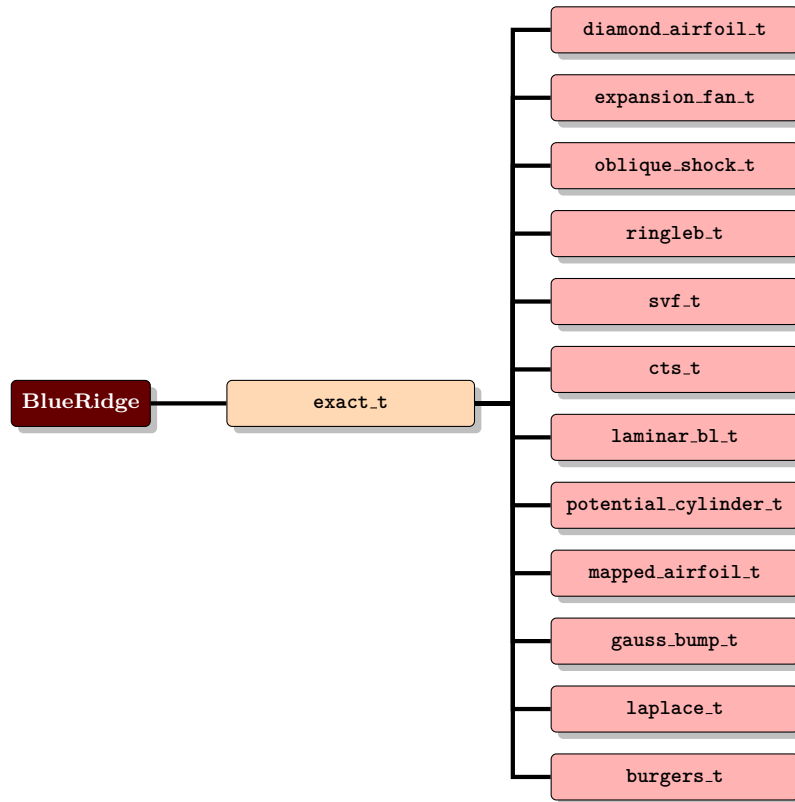 diamond_airfoil_t
expansion_fan_t
oblique_shock_t
ringleb_t
svf_t
cts_t
BlueRidge
exact_t
laminar_bl_t
potential_cylinder_t
mapped_airfoil_t
gauss_bump_t
laplace_t
burgers_t